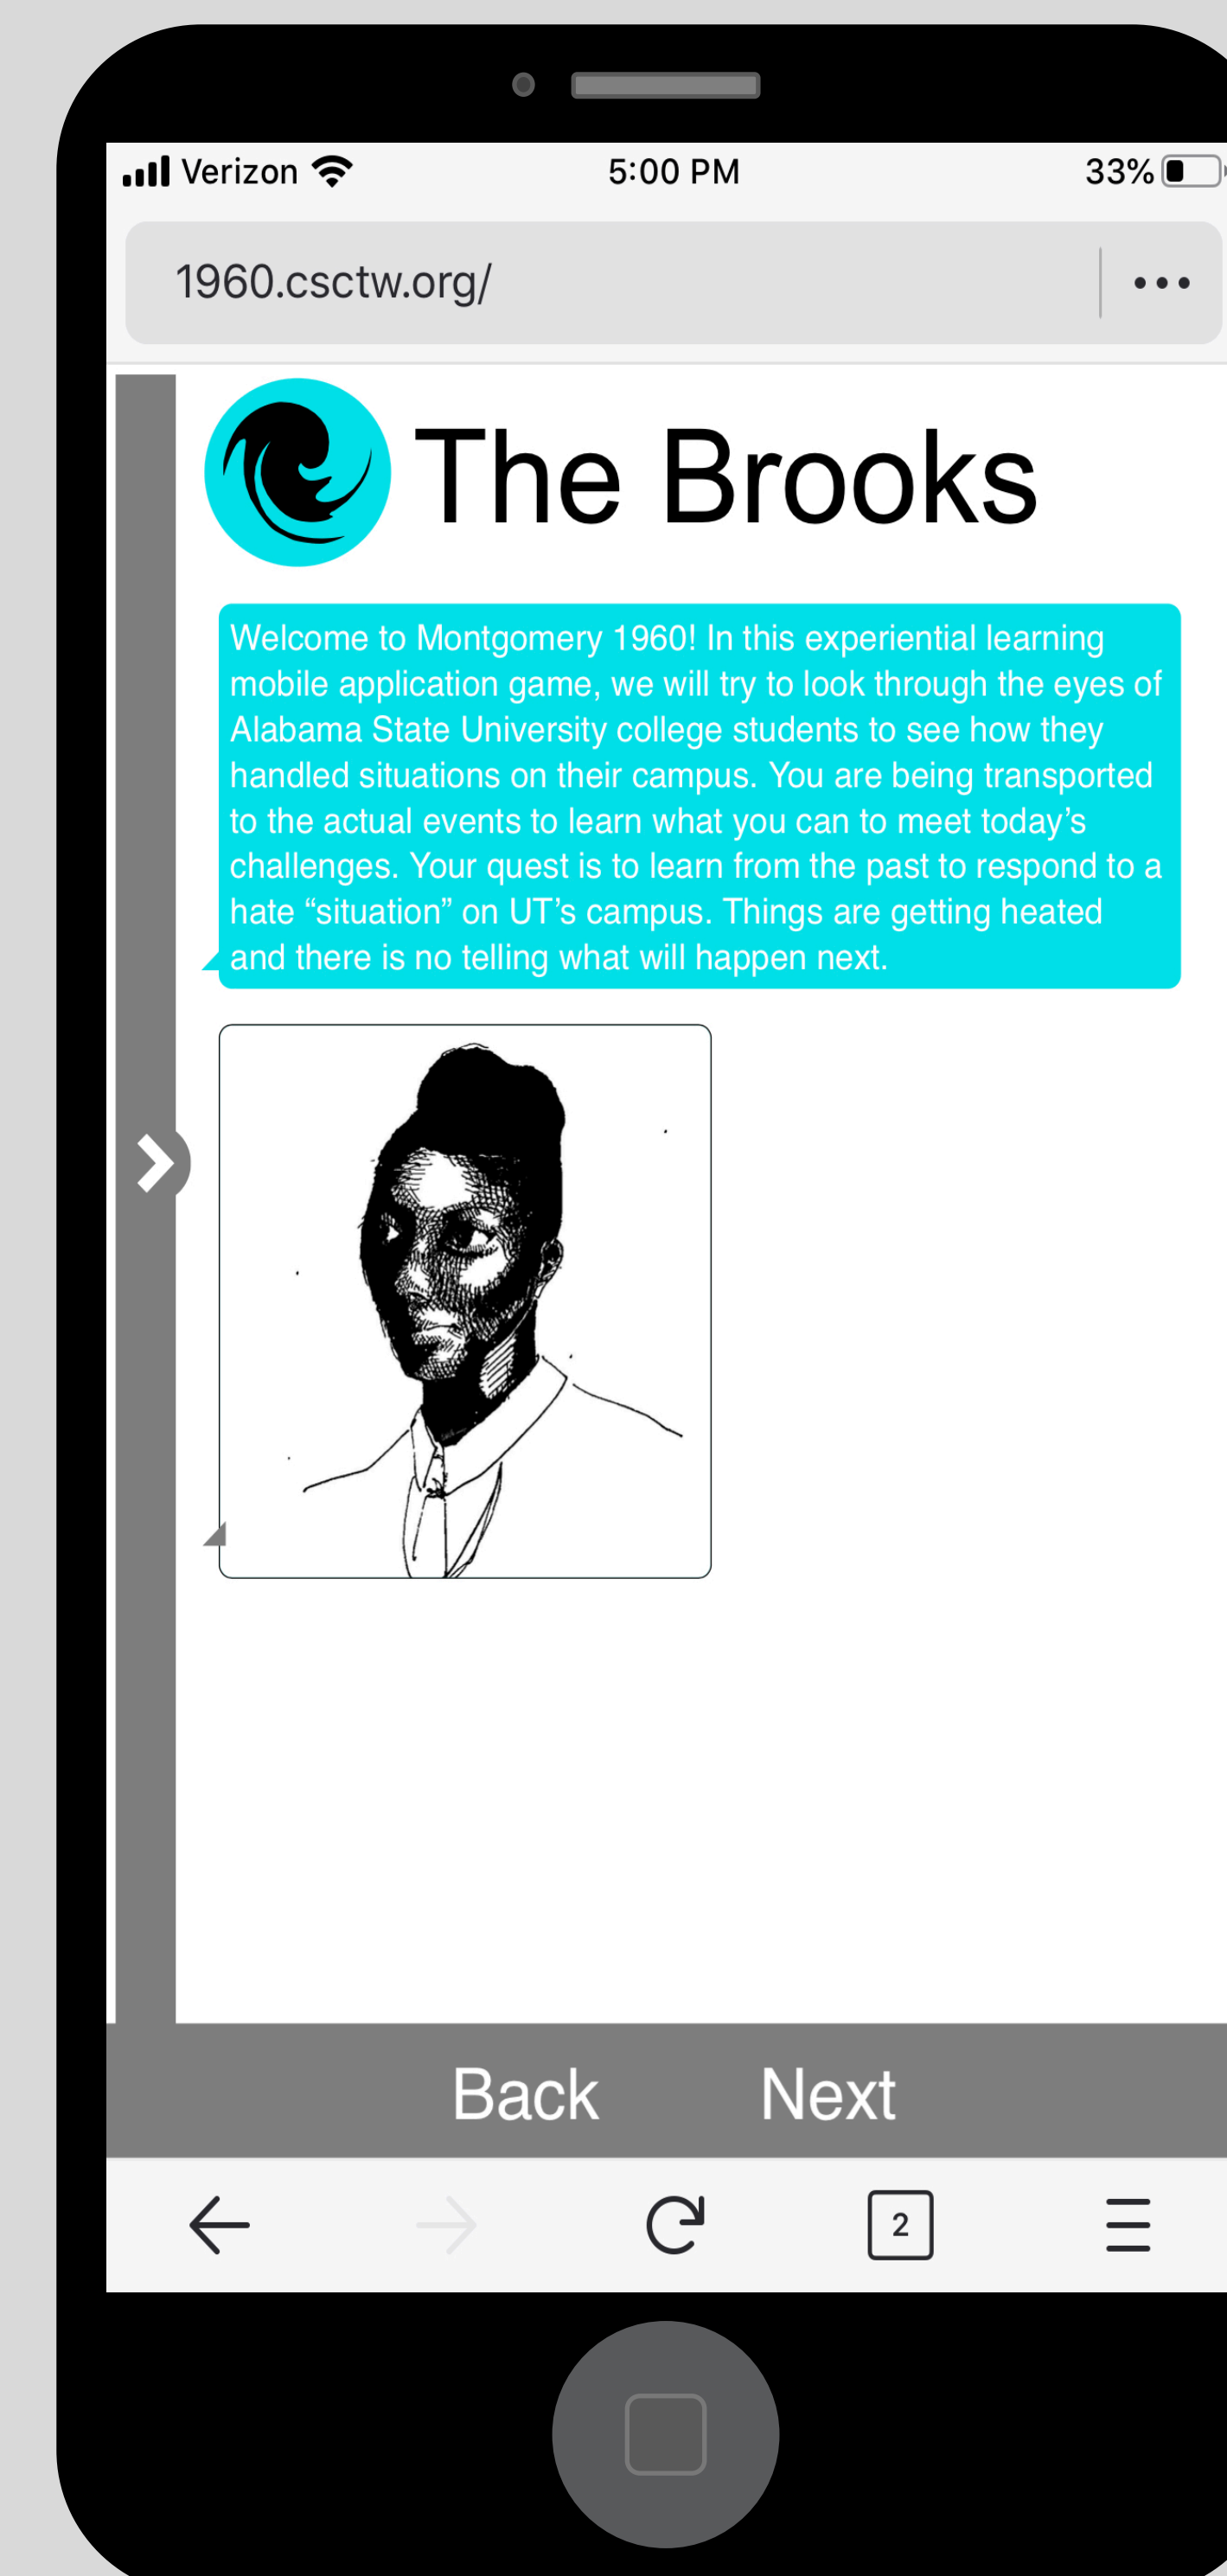 Verizon
5:00 PM
33%
1960.csctw.org/
The Brooks
Welcome to Montgomery 1960! In this experiential learning
mobile application game, we will try to look through the eyes of
Alabama State University college students to see how they
handled situations on their campus. You are being transported
to the actual events to learn what you can to meet today’s
challenges. Your quest is to learn from the past to respond to a
hate “situation” on UT’s campus. Things are getting heated
and there is no telling what will happen next.
Back
Next
2